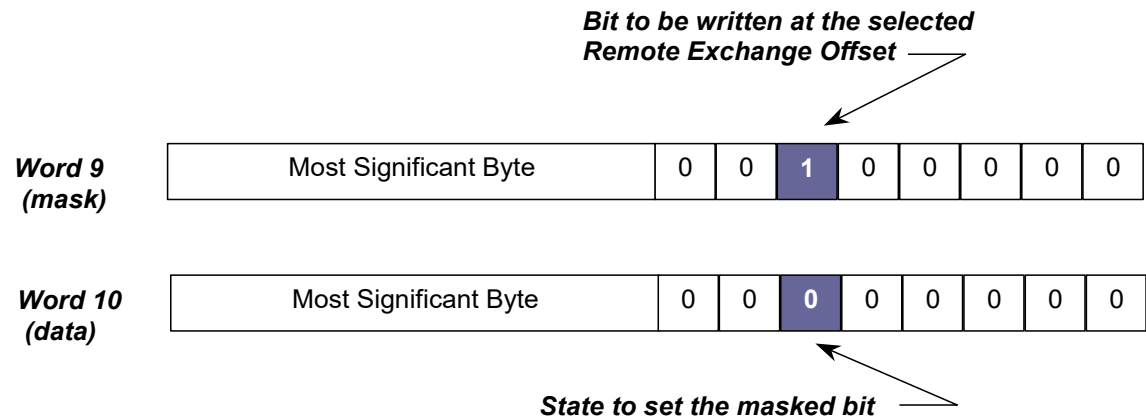 Bit to be written at the selected
Remote Exchange Offset
Word 9
(mask)
Most Significant Byte 0 0 1 0 0 0 0 0
Word 10
(data)
Most Significant Byte 0 0 0 0 0 0 0 0
State to set the masked bit